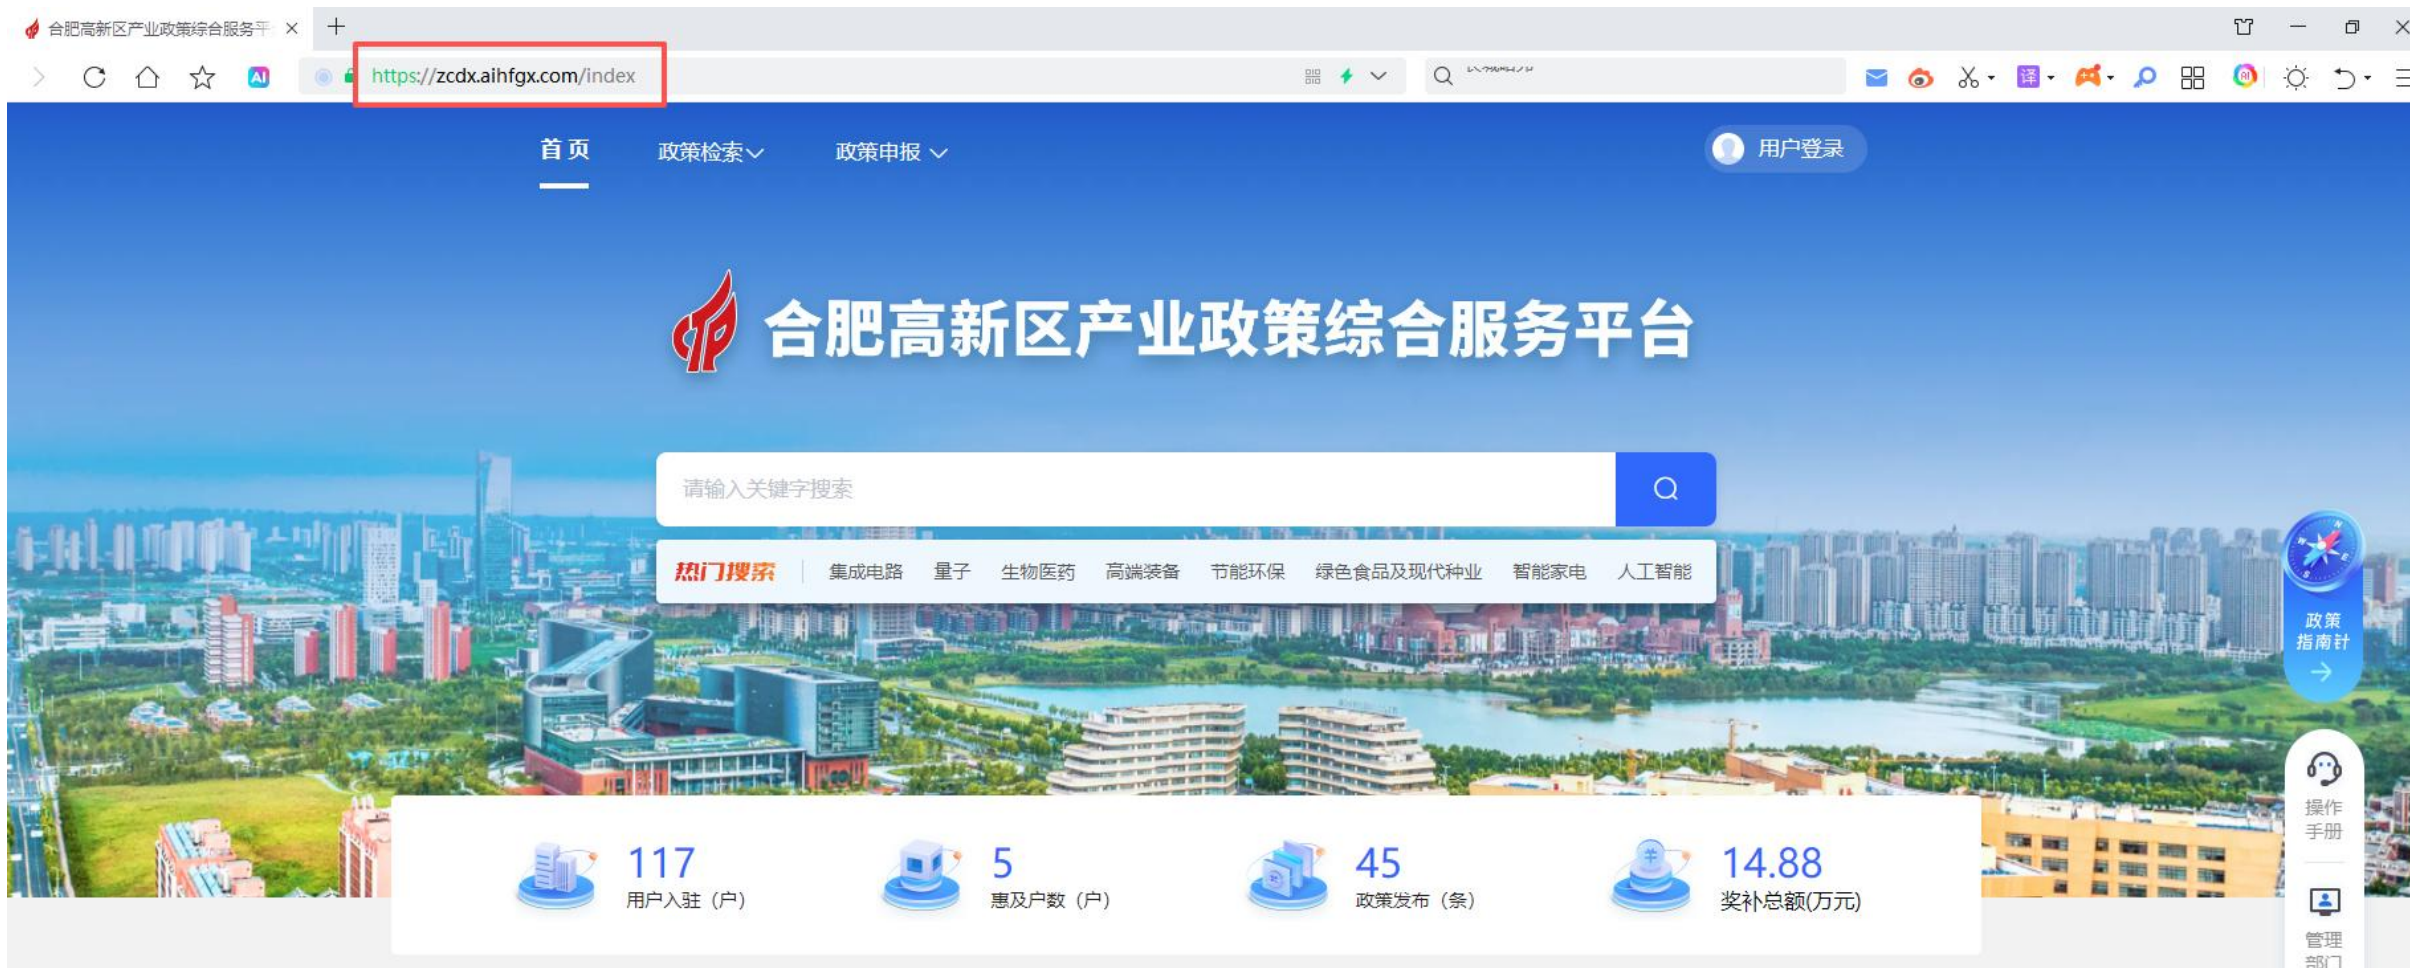 合肥高新区产业政策综合服务平
https://zcdx.aihfgx.com/index
AI
译
首页
政策检索
政策申报
用户登录
合肥高新区产业政策综合服务平台
请输入关键字搜索
热门搜索 集成电路 量子 生物医药 高端装备 节能环保 绿色食品及现代种业 智能家电 人工智能
政策
指南针
操作
手册
117
用户入驻（户）
5
惠及户数（户）
45
政策发布（条）
14.88
奖补总额(万元)
管理
部门